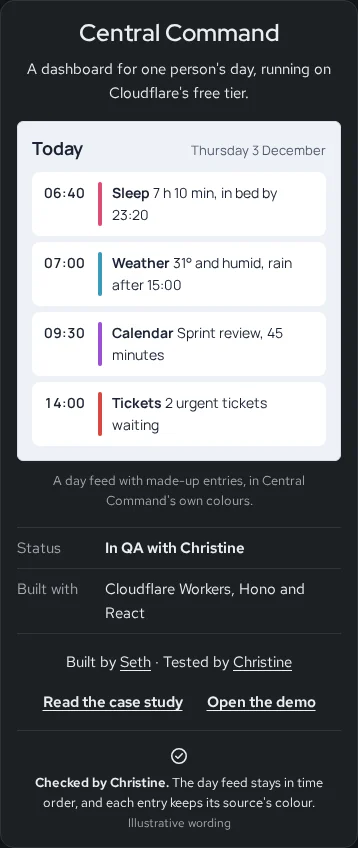 Central Command
A dashboard for one person's day, running on
Cloudflare's free tier.
Today Thursday 3 December
06:40 Sleep 7 h 10 min, in bed by
23:20
07:00 Weather 31° and humid, rain
after 15:00
09:30 Calendar Sprint review, 45
minutes
14:00 Tickets 2 urgent tickets
waiting
A day feed with made-up entries, in Central
Command's own colours.
Status In QA with Christine
Built with Cloudflare Workers, Hono and
React
Built by Seth · Tested by Christine
Read the case study Open the demo
Checked by Christine. The day feed stays in time
order, and each entry keeps its source's colour.
Illustrative wording